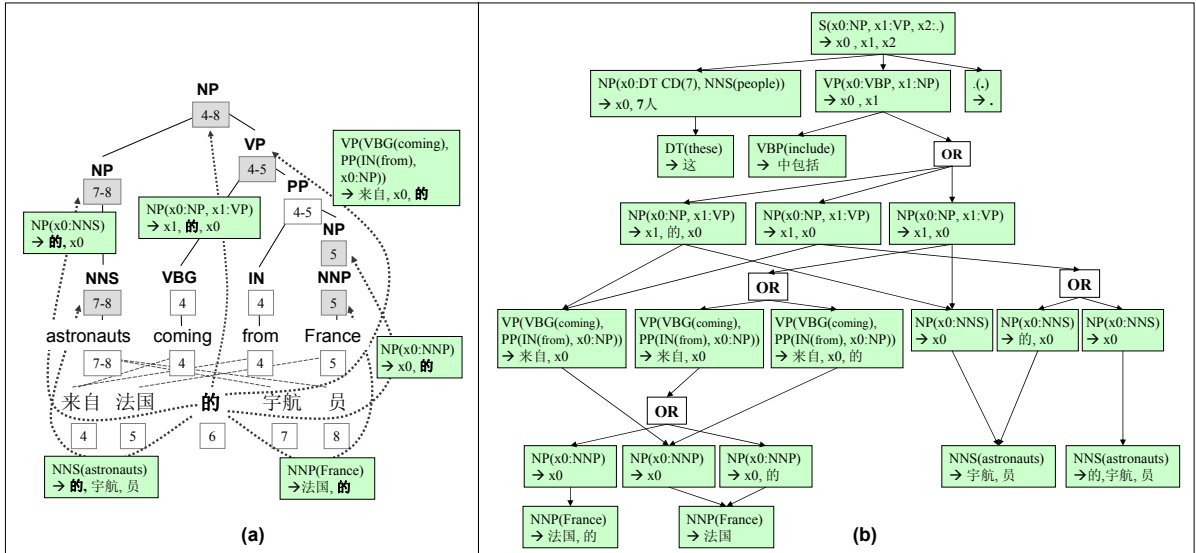 NP
4-8
VP
VP(VBG(coming),
PP(IN(from),
x0:NP))
→ 来自, x0, 的
NP
4-5
PP
7-8
NP(x0:NP, x1:VP)
→ x1, 的, x0
4-5
NP(x0:NNS)
→ 的, x0
NP
5
NNS
VBG
IN
NNP
7-8
4
4
5
astronauts
coming
from
France
NP(x0:NNP)
→ x0, 的
7-8
4
4
5
来自 法国 的 宇航 员
4
5
6
7
8
NNS(astronauts)
→ 的, 宇航, 员
NNP(France)
→法国, 的
(a)
S(x0:NP, x1:VP, x2:.)
→ x0 , x1, x2
NP(x0:DT CD(7), NNS(people))
→ x0, 7人
VP(x0:VBP, x1:NP)
→ x0 , x1
.(.)
→ .
DT(these)
→ 这
VBP(include)
→ 中包括
OR
NP(x0:NP, x1:VP)
→ x1, 的, x0
NP(x0:NP, x1:VP)
→ x1, x0
NP(x0:NP, x1:VP)
→ x1, x0
OR
OR
VP(VBG(coming),
PP(IN(from), x0:NP))
→ 来自, x0
VP(VBG(coming),
PP(IN(from), x0:NP))
→ 来自, x0
VP(VBG(coming),
PP(IN(from), x0:NP))
→ 来自, x0, 的
NP(x0:NNS)
→ x0
NP(x0:NNS)
→ 的, x0
NP(x0:NNS)
→ x0
OR
NP(x0:NNP)
→ x0
NP(x0:NNP)
→ x0
NP(x0:NNP)
→ x0, 的
NNS(astronauts)
→ 宇航, 员
NNS(astronauts)
→的,宇航, 员
NNP(France)
→ 法国, 的
NNP(France)
→ 法国
(b)